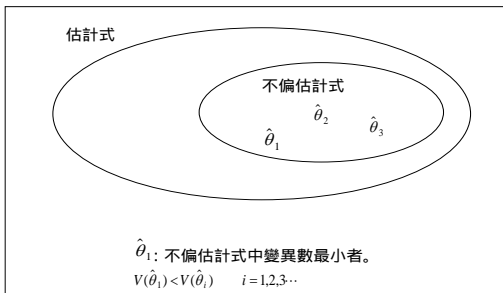 估計式
不偏估計式
θ̂₂
θ̂₃
θ̂₁
θ̂₁: 不偏估計式中變異數最小者。
V(θ̂₁)<V(θ̂ᵢ) i=1,2,3⋯